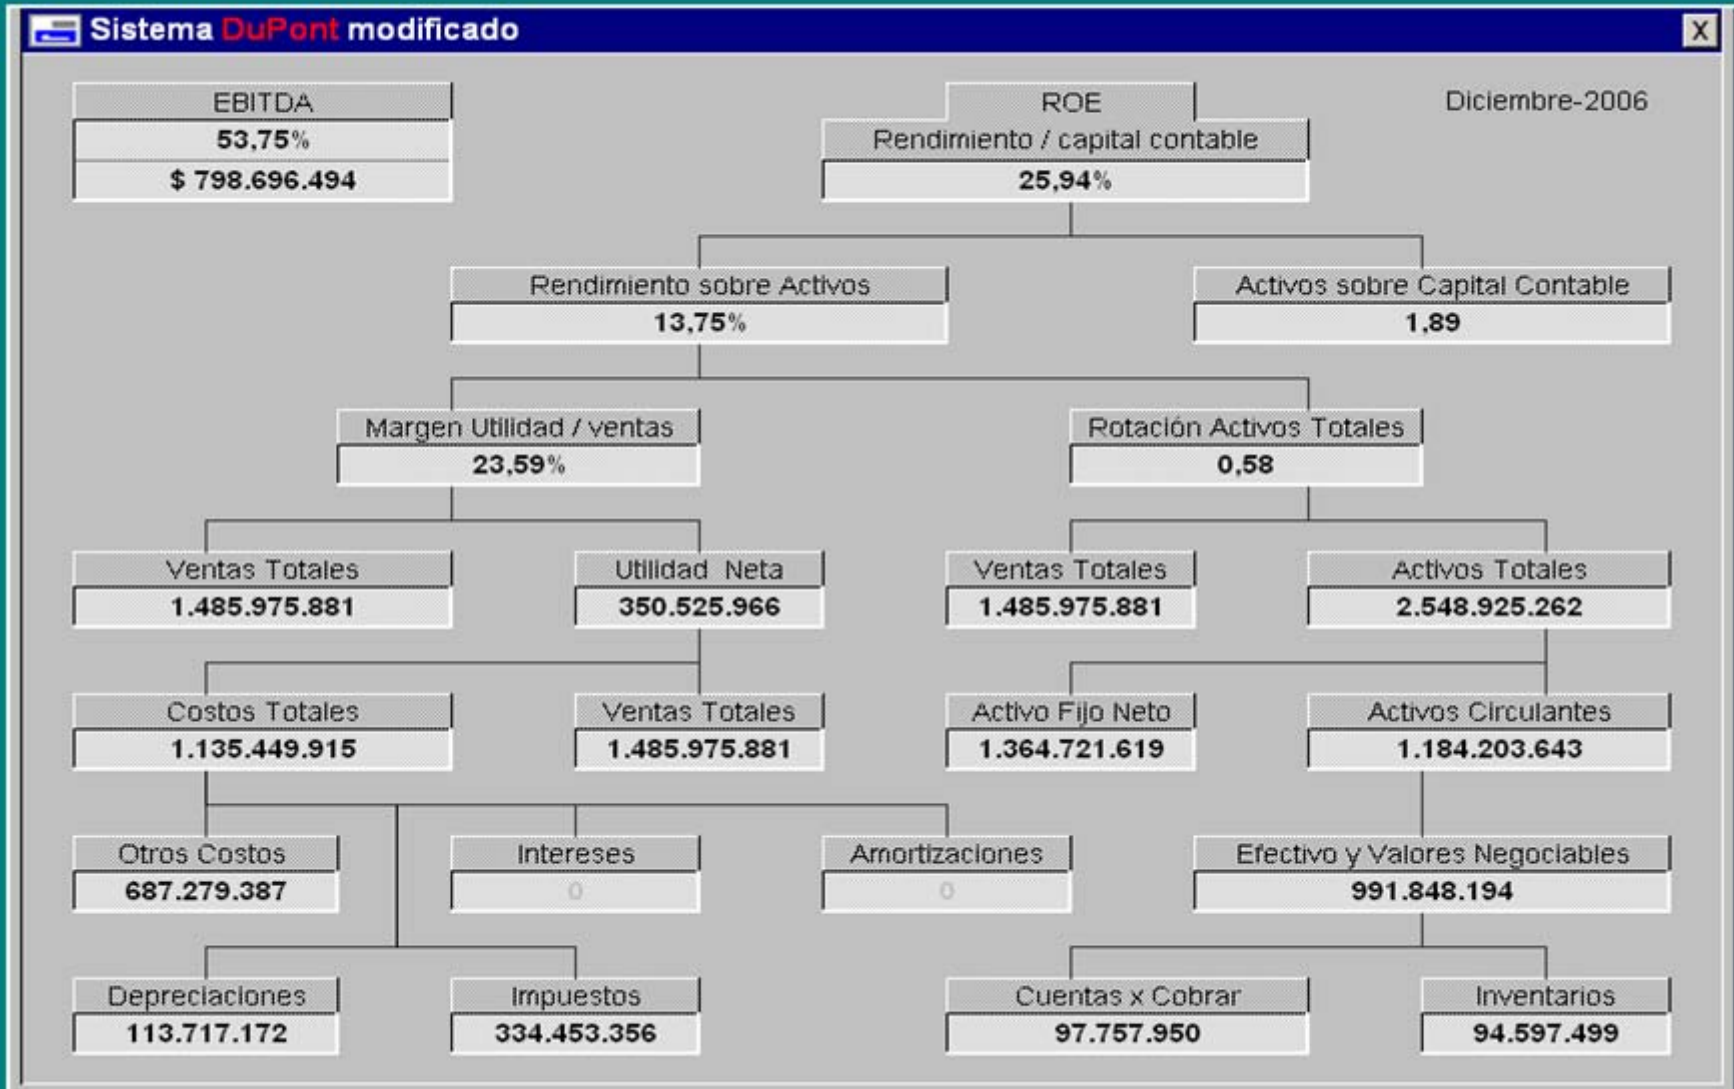 Sistema DuPont modificado
X
EBITDA
53,75%
$ 798.696.494
ROE
Rendimiento / capital contable
25,94%
Diciembre-2006
Rendimiento sobre Activos
13,75%
Activos sobre Capital Contable
1,89
Margen Utilidad / ventas
23,59%
Rotación Activos Totales
0,58
Ventas Totales
1.485.975.881
Utilidad Neta
350.525.966
Ventas Totales
1.485.975.881
Activos Totales
2.548.925.262
Costos Totales
1.135.449.915
Ventas Totales
1.485.975.881
Activo Fijo Neto
1.364.721.619
Activos Circulantes
1.184.203.643
Otros Costos
687.279.387
Intereses
0
Amortizaciones
0
Efectivo y Valores Negociables
991.848.194
Depreciaciones
113.717.172
Impuestos
334.453.356
Cuentas x Cobrar
97.757.950
Inventarios
94.597.499